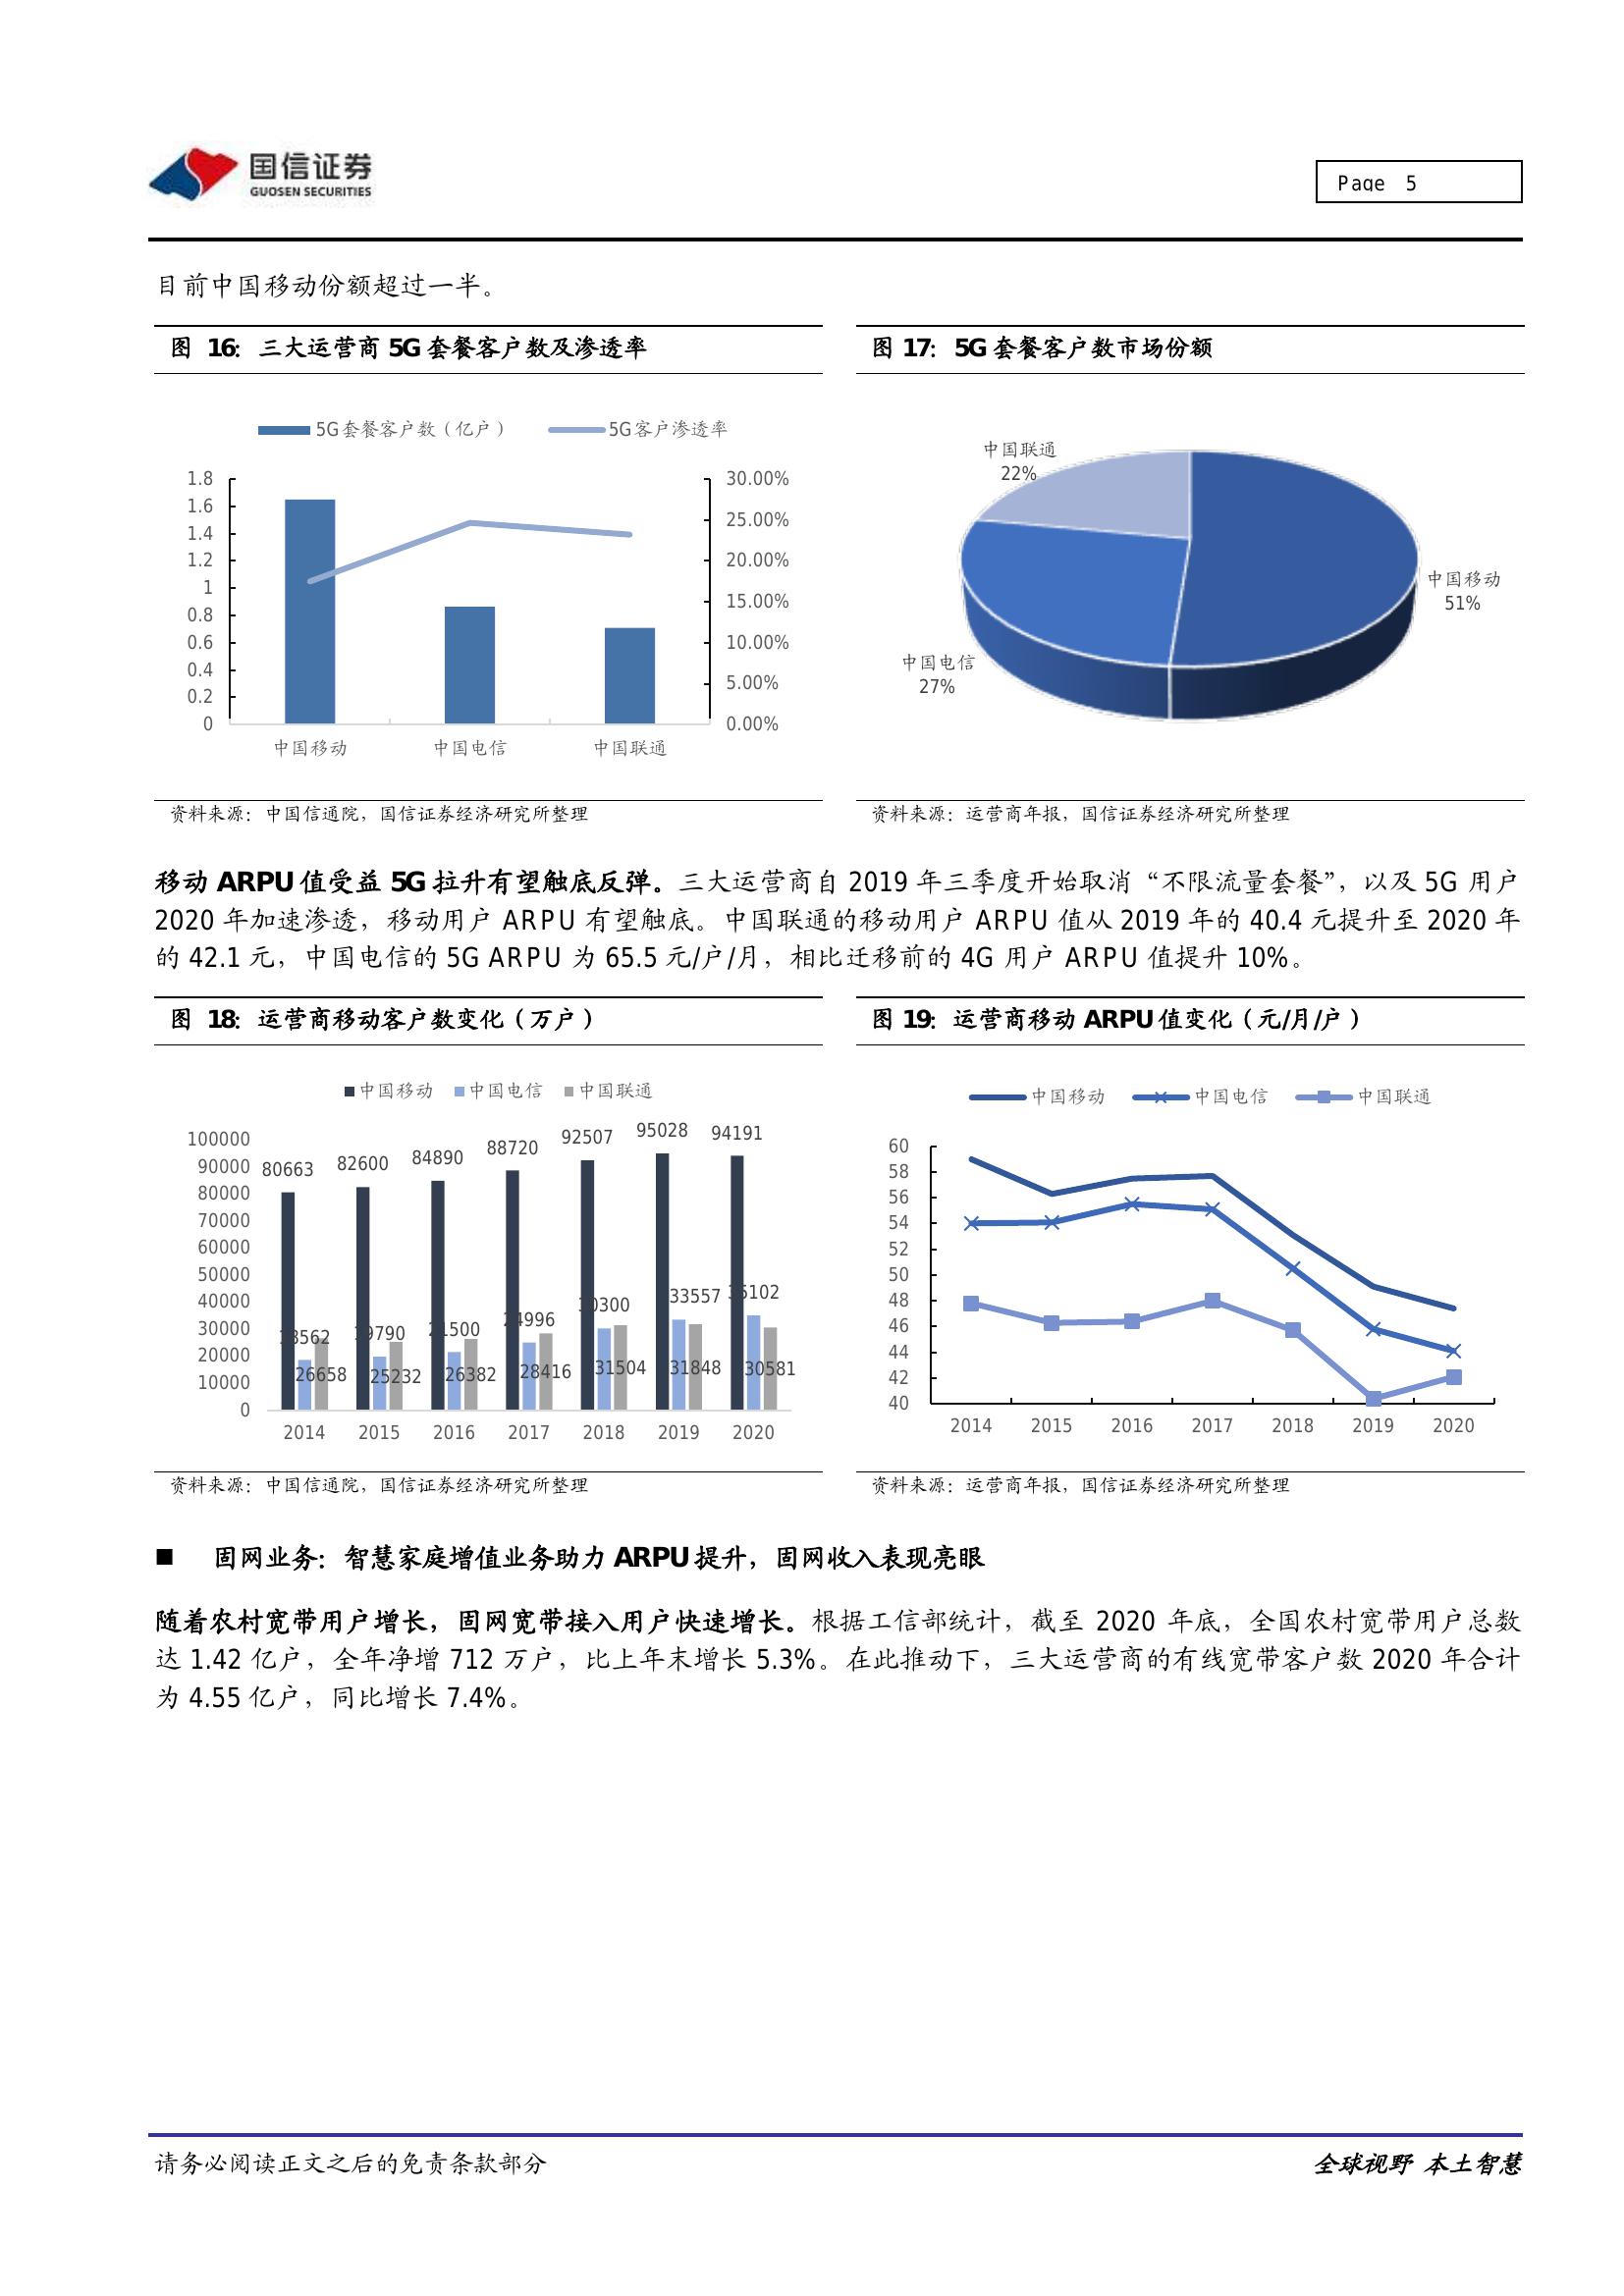 国信证券
GUOSEN SECURITIES
Page 5
目前中国移动份额超过一半。
图 16：三大运营商 5G 套餐客户数及渗透率
5G套餐客户数（亿户）
5G客户渗透率
1.8
1.6
1.4
1.2
1
0.8
0.6
0.4
0.2
0
30.00%
25.00%
20.00%
15.00%
10.00%
5.00%
0.00%
中国移动
中国电信
中国联通
资料来源：中国信通院，国信证券经济研究所整理
图 17：5G 套餐客户数市场份额
中国联通
22%
中国移动
51%
中国电信
27%
资料来源：运营商年报，国信证券经济研究所整理
移动 ARPU 值受益 5G 拉升有望触底反弹。三大运营商自 2019 年三季度开始取消“不限流量套餐”，以及 5G 用户
2020 年加速渗透，移动用户 ARPU 有望触底。中国联通的移动用户 ARPU 值从 2019 年的 40.4 元提升至 2020 年
的 42.1 元，中国电信的 5G ARPU 为 65.5 元/户/月，相比迁移前的 4G 用户 ARPU 值提升 10%。
图 18：运营商移动客户数变化（万户）
中国移动 中国电信 中国联通
100000
90000
80000
70000
60000
50000
40000
30000
20000
10000
0
80663
82600
84890
88720
92507
95028
94191
18562
19790
21500
24996
30300
33557
35102
26658
25232
26382
28416
31504
31848
30581
2014 2015 2016 2017 2018 2019 2020
资料来源：中国信通院，国信证券经济研究所整理
图 19：运营商移动 ARPU 值变化（元/月/户）
中国移动 中国电信 中国联通
60
58
56
54
52
50
48
46
44
42
40
2014 2015 2016 2017 2018 2019 2020
资料来源：运营商年报，国信证券经济研究所整理
■ 固网业务：智慧家庭增值业务助力 ARPU 提升，固网收入表现亮眼
随着农村宽带用户增长，固网宽带接入用户快速增长。根据工信部统计，截至 2020 年底，全国农村宽带用户总数
达 1.42 亿户，全年净增 712 万户，比上年末增长 5.3%。在此推动下，三大运营商的有线宽带客户数 2020 年合计
为 4.55 亿户，同比增长 7.4%。
请务必阅读正文之后的免责条款部分
全球视野 本土智慧